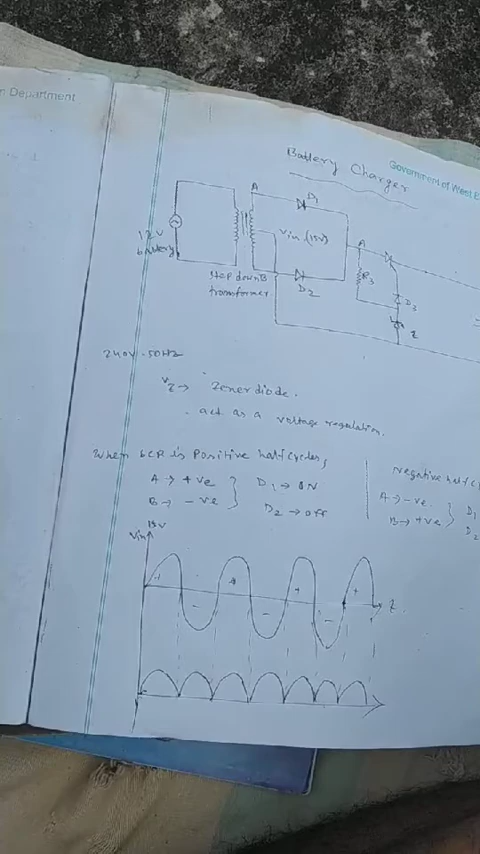 n Department
Government of West B
Battery Charger
A
D1
Vin (15V)
A
12V
battery
R3
D3
Z
D2
step down B
transformer
240V-50HZ
VZ → Zener diode.
act as a voltage regulation.
When SCR is Positive half cycles,
A → +ve } D1 → ON
B → -ve D2 → OFF
negative half c
A → -ve } D1
B → +ve D2
15V
Vin
+ - + - + - +
t